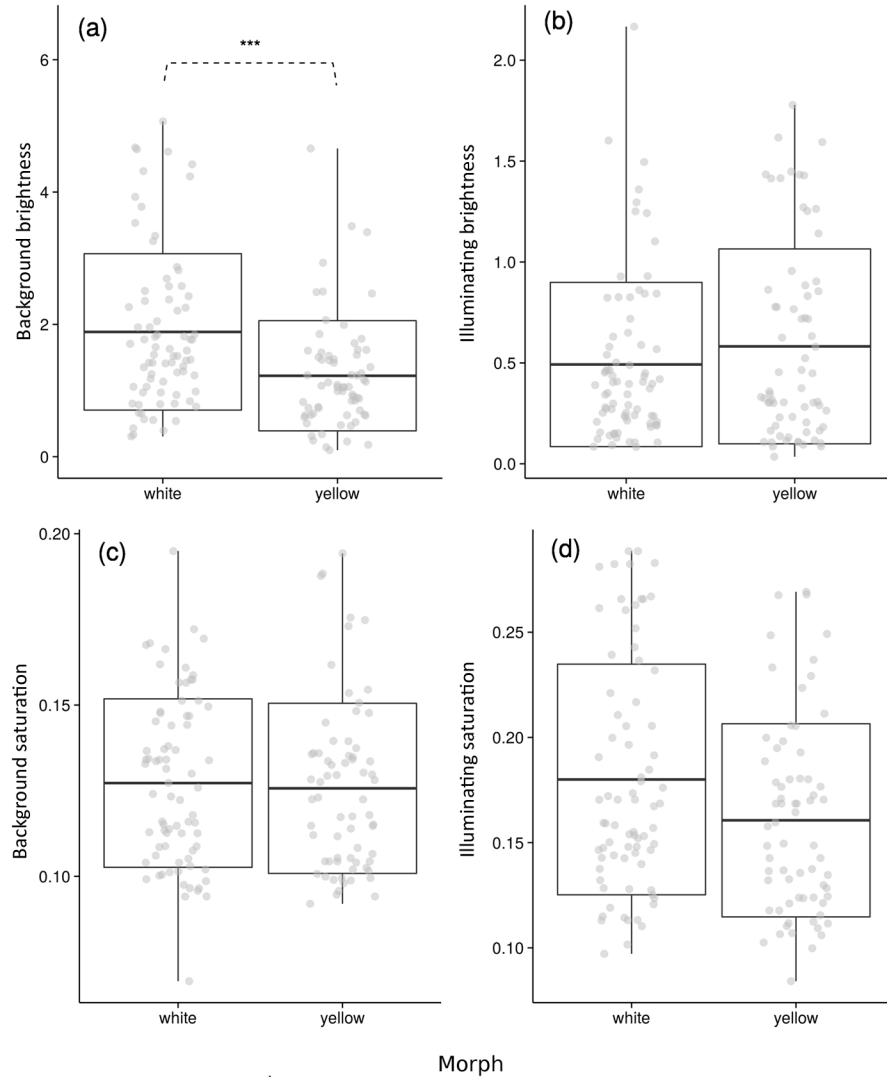 (a)
***
Background brightness
6
4
2
0
white yellow
(b)
Illuminating brightness
2.0
1.5
1.0
0.5
0.0
white yellow
(c)
Background saturation
0.20
0.15
0.10
white yellow
(d)
Illuminating saturation
0.25
0.20
0.15
0.10
white yellow
Morph